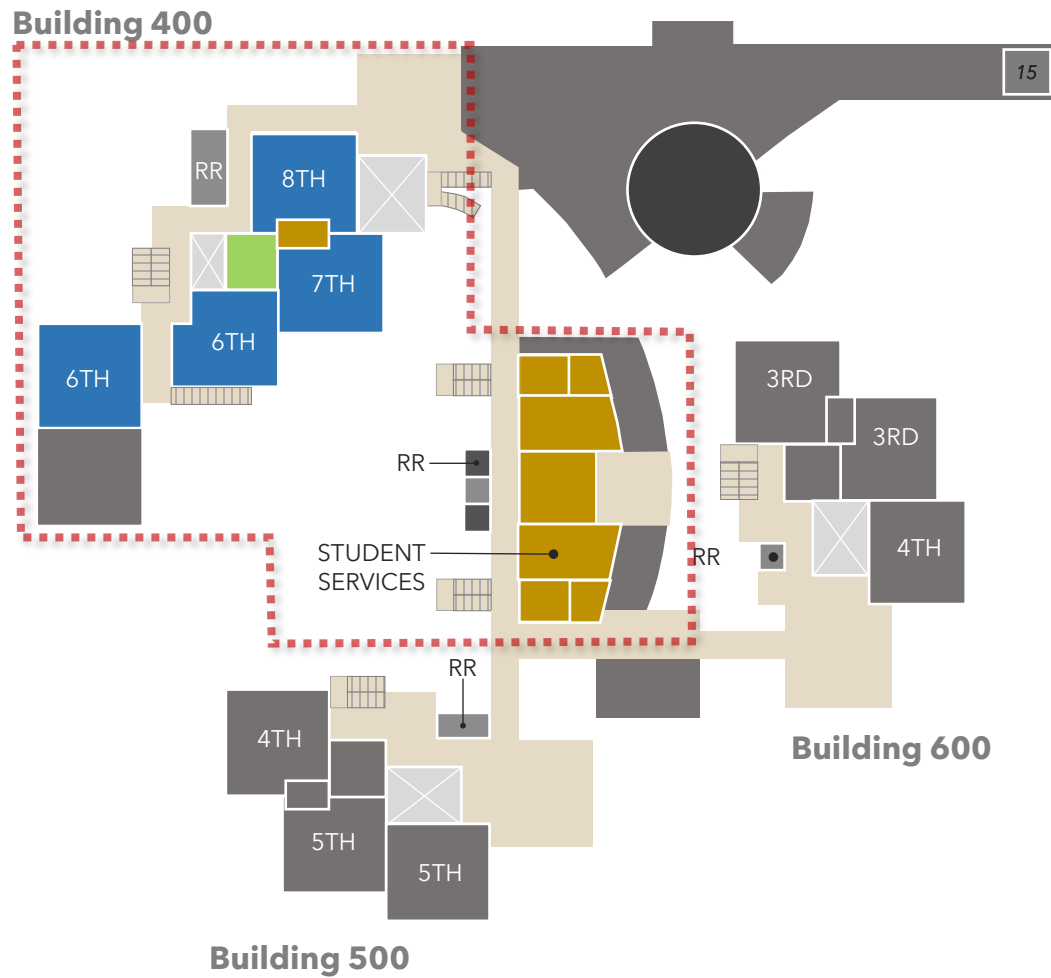 Building 400
15
RR
8TH
7TH
6TH
6TH
3RD
3RD
RR
4TH
STUDENT
SERVICES
RR
RR
4TH
5TH
5TH
Building 600
Building 500